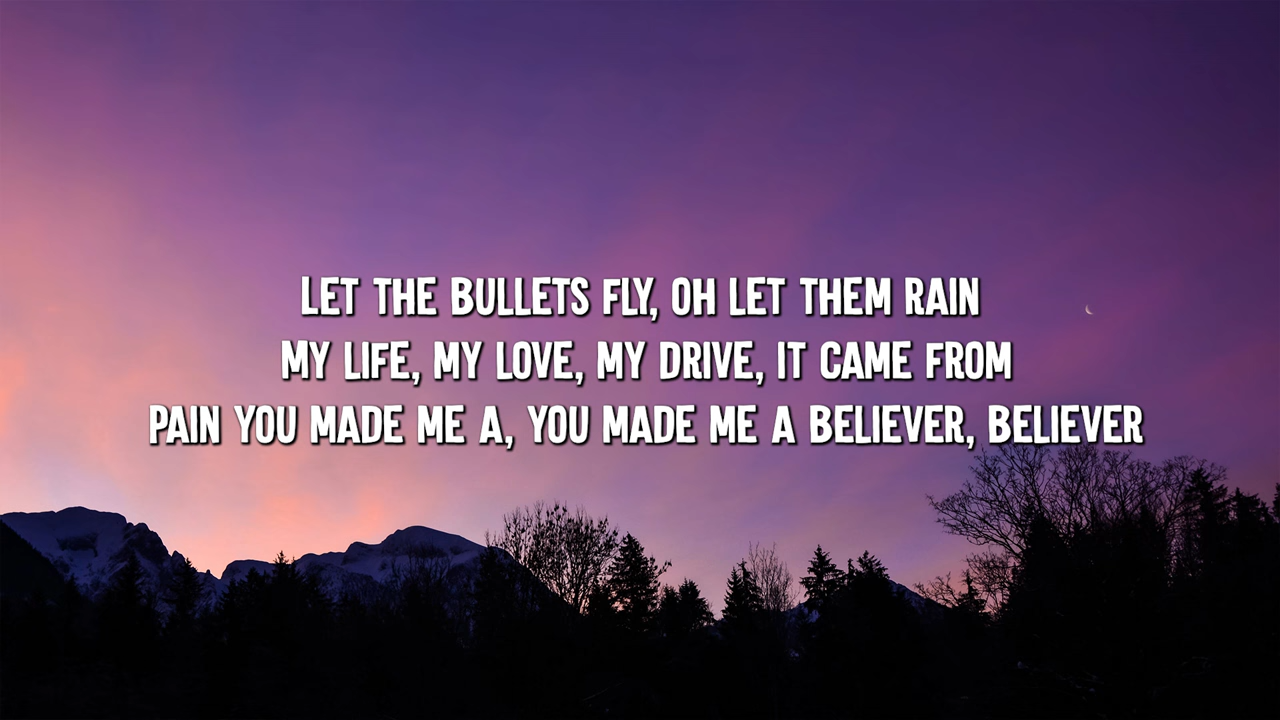 LET THE BULLETS FLY, OH LET THEM RAIN
MY LIFE, MY LOVE, MY DRIVE, IT CAME FROM
PAIN YOU MADE ME A, YOU MADE ME A BELIEVER, BELIEVER